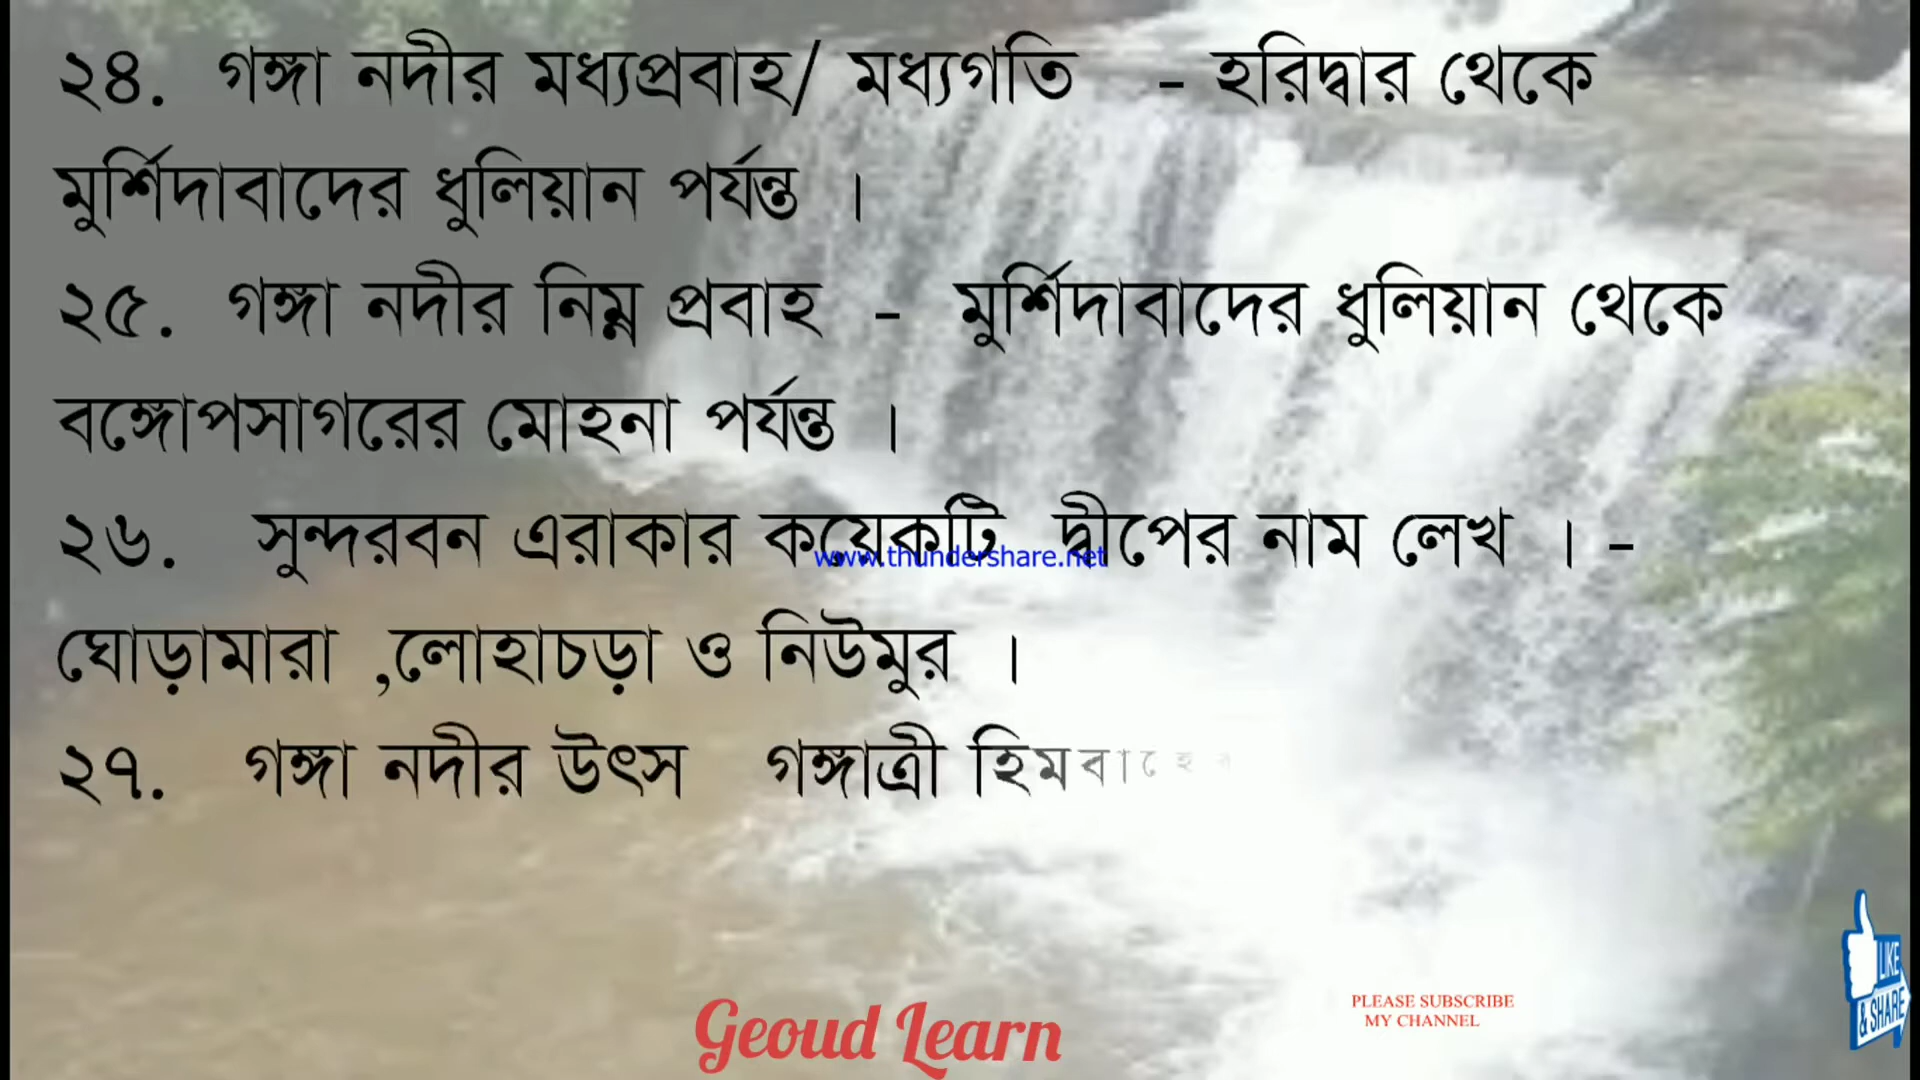 ২৪. গঙ্গা নদীর মধ্যপ্রবাহ/ মধ্যগতি - হরিদ্বার থেকে
মুর্শিদাবাদের ধুলিয়ান পর্যন্ত ।
২৫. গঙ্গা নদীর নিম্ন প্রবাহ - মুর্শিদাবাদের ধুলিয়ান থেকে
বঙ্গোপসাগরের মোহনা পর্যন্ত ।
২৬. সুন্দরবন এরাকার কয়েকটি দ্বীপের নাম লেখ । -
www.thundershare.net
ঘোড়ামারা ,লোহাচড়া ও নিউমুর ।
২৭. গঙ্গা নদীর উৎস গঙ্গাত্রী
LIKE
& SHARE
PLEASE SUBSCRIBE
MY CHANNEL
Geoud Learn